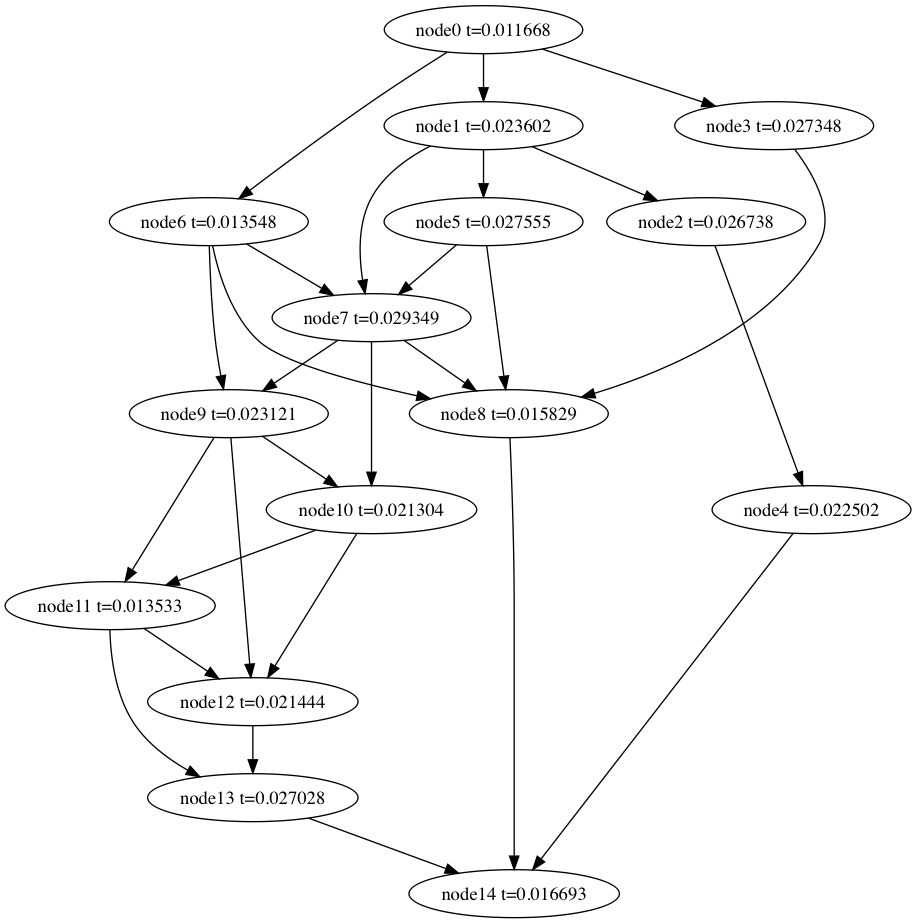 node0 t=0.011668
node1 t=0.023602
node3 t=0.027348
node6 t=0.013548
node5 t=0.027555
node2 t=0.026738
node7 t=0.029349
node9 t=0.023121
node8 t=0.015829
node10 t=0.021304
node4 t=0.022502
node11 t=0.013533
node12 t=0.021444
node13 t=0.027028
node14 t=0.016693